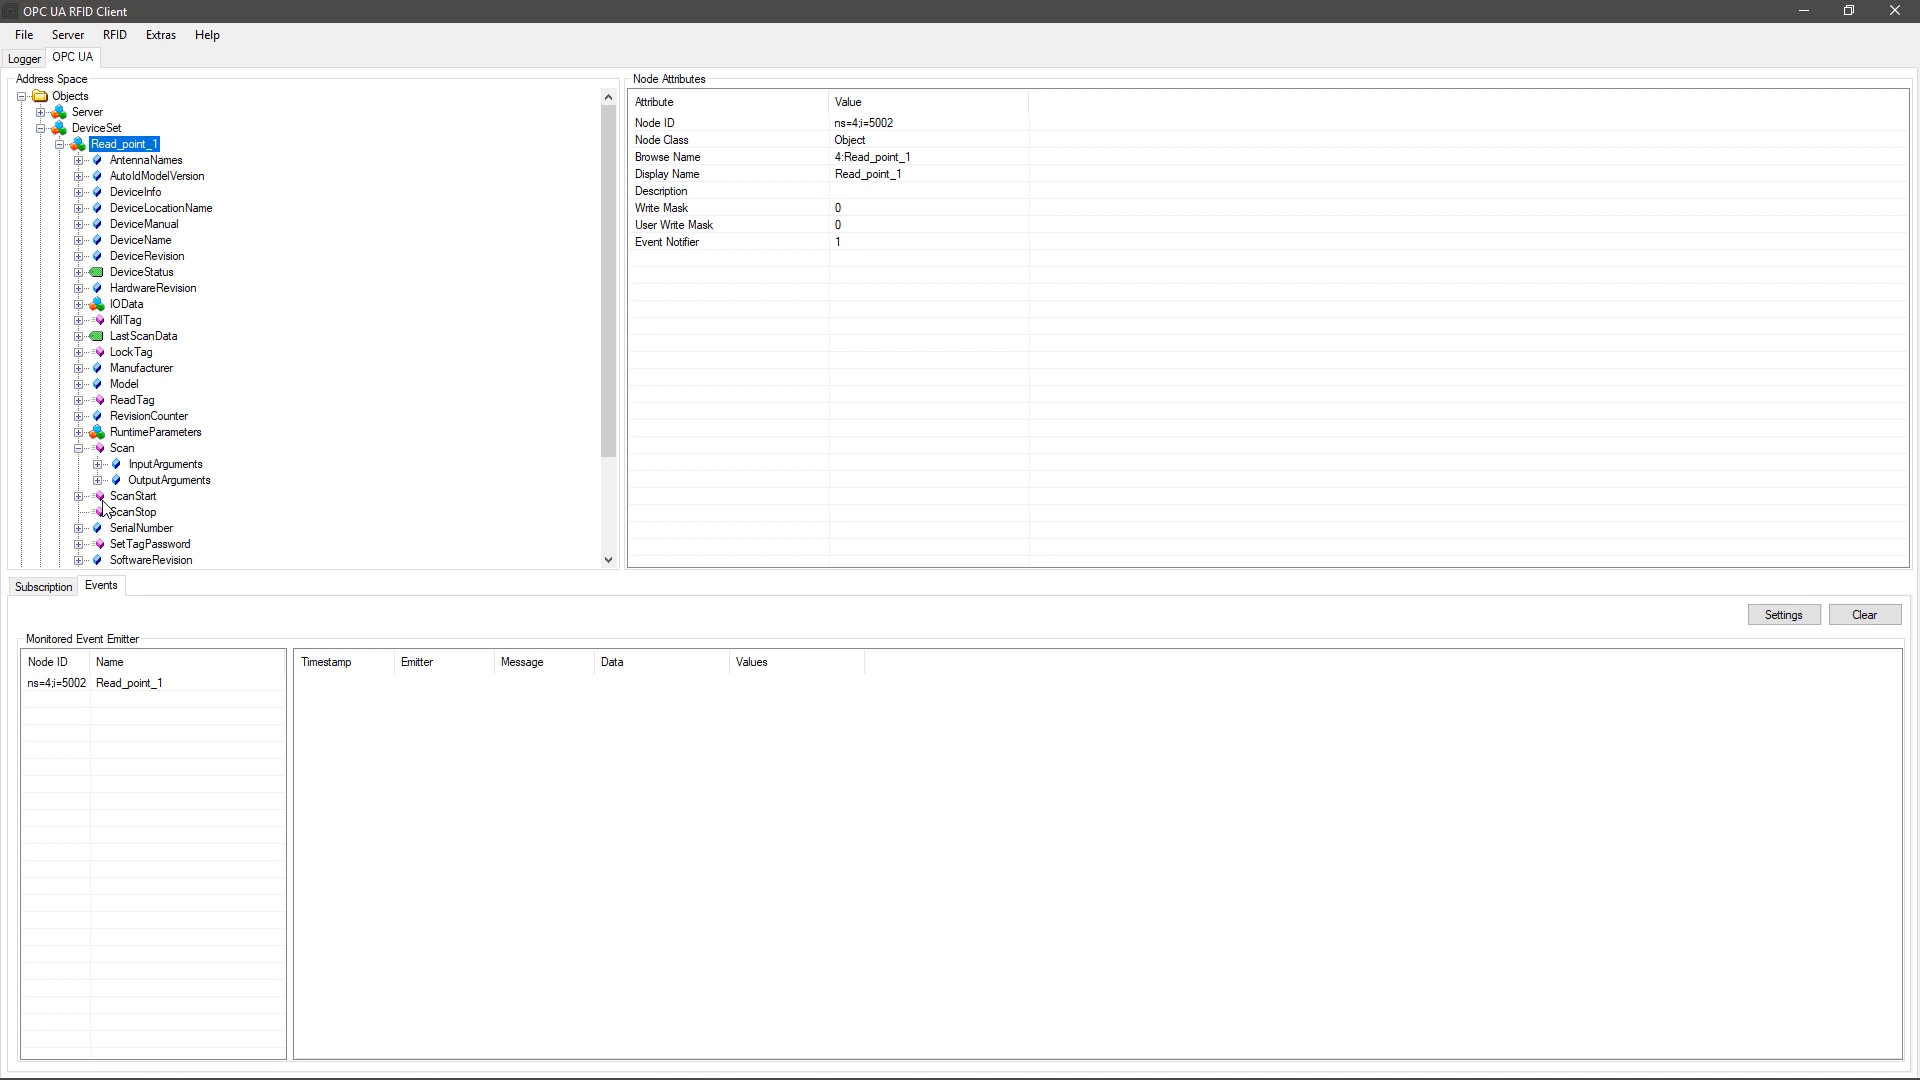 OPC UA RFID Client
File Server RFID Extras Help
Logger OPC UA
Address Space
Objects
Server
DeviceSet
Read_point_1
AntennaNames
AutoIdModelVersion
DeviceInfo
DeviceLocationName
DeviceManual
DeviceName
DeviceRevision
DeviceStatus
HardwareRevision
IOData
KillTag
LastScanData
LockTag
Manufacturer
Model
ReadTag
RevisionCounter
RuntimeParameters
Scan
InputArguments
OutputArguments
ScanStart
ScanStop
SerialNumber
SetTagPassword
SoftwareRevision
Node Attributes
Attribute Value
Node ID ns=4;i=5002
Node Class Object
Browse Name 4:Read_point_1
Display Name Read_point_1
Description
Write Mask 0
User Write Mask 0
Event Notifier 1
Subscription Events
Settings Clear
Monitored Event Emitter
Node ID Name
ns=4;i=5002 Read_point_1
Timestamp Emitter Message Data Values